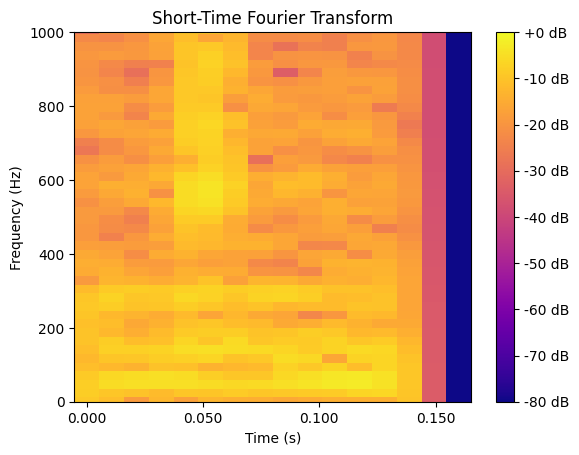 Short-Time Fourier Transform
Frequency (Hz)
1000
800
600
400
200
0
0.000
0.050
0.100
0.150
Time (s)
+0 dB
-10 dB
-20 dB
-30 dB
-40 dB
-50 dB
-60 dB
-70 dB
-80 dB